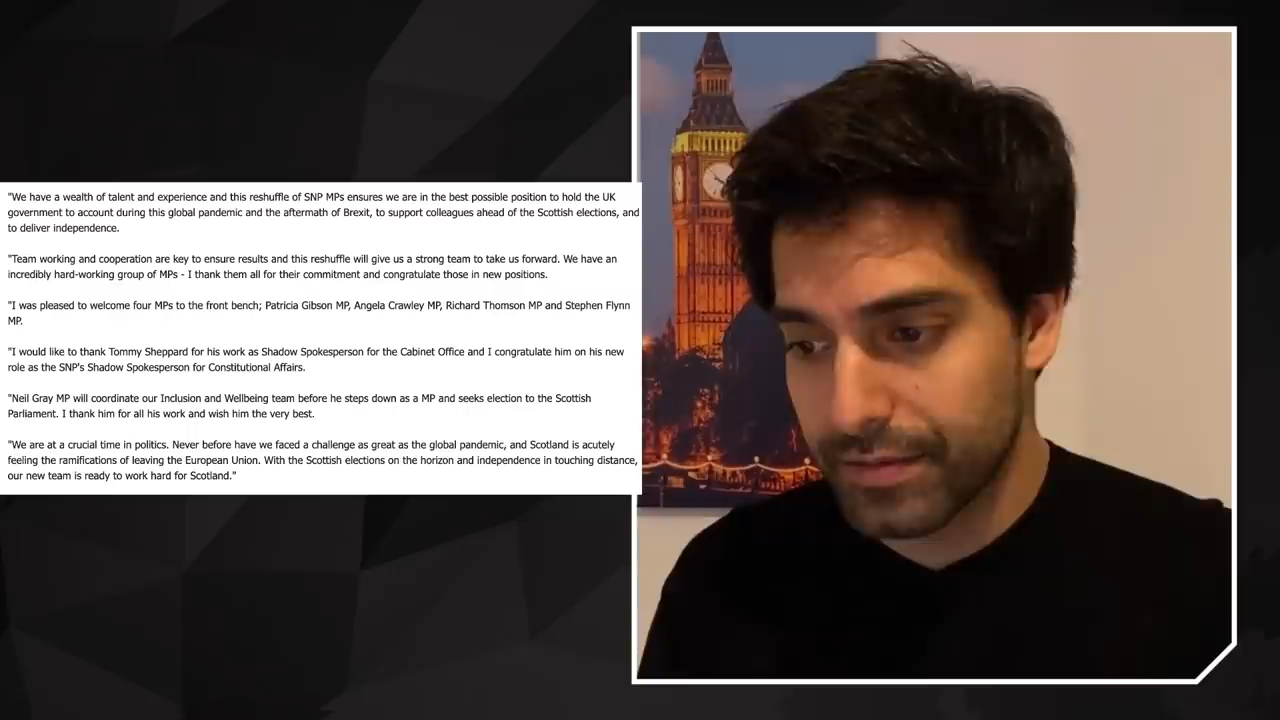 "We have a wealth of talent and experience and this reshuffle of SNP MPs ensures we are in the best possible position to hold the UK
government to account during this global pandemic and the aftermath of Brexit, to support colleagues ahead of the Scottish elections, and
to deliver independence.
"Team working and cooperation are key to ensure results and this reshuffle will give us a strong team to take us forward. We have an
incredibly hard-working group of MPs - I thank them all for their commitment and congratulate those in new positions.
"I was pleased to welcome four MPs to the front bench; Patricia Gibson MP, Angela Crawley MP, Richard Thomson MP and Stephen Flynn
MP.
"I would like to thank Tommy Sheppard for his work as Shadow Spokesperson for the Cabinet Office and I congratulate him on his new
role as the SNP's Shadow Spokesperson for Constitutional Affairs.
"Neil Gray MP will coordinate our Inclusion and Wellbeing team before he steps down as a MP and seeks election to the Scottish
Parliament. I thank him for all his work and wish him the very best.
"We are at a crucial time in politics. Never before have we faced a challenge as great as the global pandemic, and Scotland is acutely
feeling the ramifications of leaving the European Union. With the Scottish elections on the horizon and independence in touching distance,
our new team is ready to work hard for Scotland."